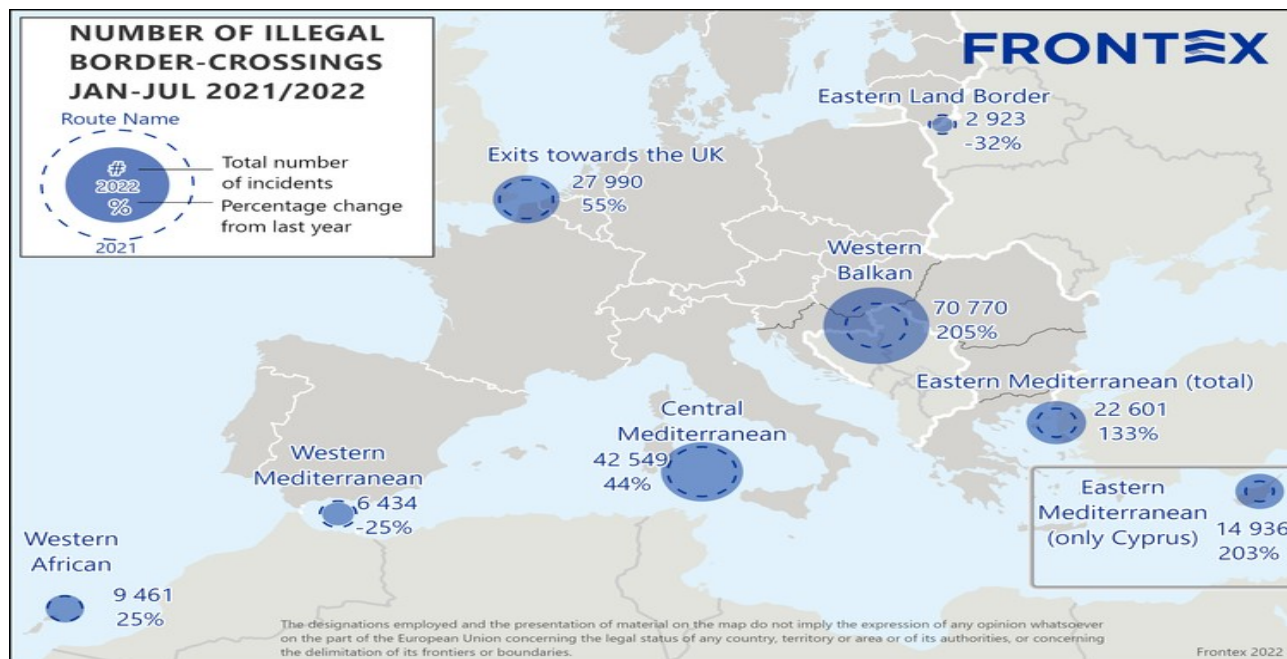 NUMBER OF ILLEGAL
BORDER-CROSSINGS
JAN-JUL 2021/2022
Route Name
#
2022
%
2021
Total number
of incidents
Percentage change
from last year
FRONTEX
Eastern Land Border
2 923
-32%
Exits towards the UK
27 990
55%
Western
Balkan
70 770
205%
Eastern Mediterranean (total)
22 601
133%
Central
Mediterranean
42 549
44%
Western
Mediterranean
6 434
-25%
Eastern
Mediterranean
(only Cyprus)
14 936
203%
Western
African
9 461
25%
The designations employed and the presentation of material on the map do not imply the expression of any opinion whatsoever
on the part of the European Union concerning the legal status of any country, territory or area or of its authorities, or concerning
the delimitation of its frontiers or boundaries.
Frontex 2022